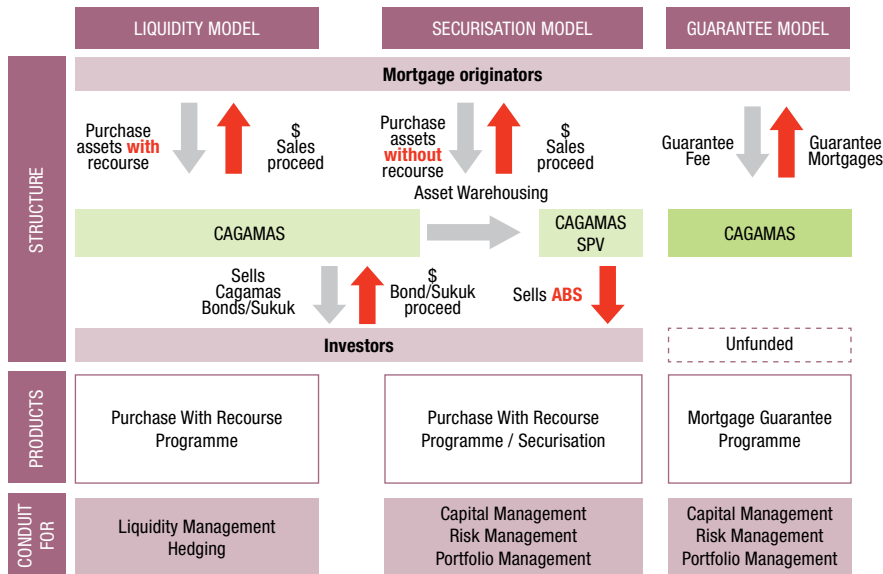 LIQUIDITY MODEL
SECURISATION MODEL
GUARANTEE MODEL
STRUCTURE
Mortgage originators
Purchase
assets with
recourse
$
Sales
proceed
Purchase
assets
without
recourse
$
Sales
proceed
Guarantee
Fee
Guarantee
Mortgages
Asset Warehousing
CAGAMAS
CAGAMAS
SPV
CAGAMAS
Sells
Cagamas
Bonds/Sukuk
$
Bond/Sukuk
proceed
Sells ABS
Investors
Unfunded
PRODUCTS
Purchase With Recourse
Programme
Purchase With Recourse
Programme / Securisation
Mortgage Guarantee
Programme
CONDUIT
FOR
Liquidity Management
Hedging
Capital Management
Risk Management
Portfolio Management
Capital Management
Risk Management
Portfolio Management